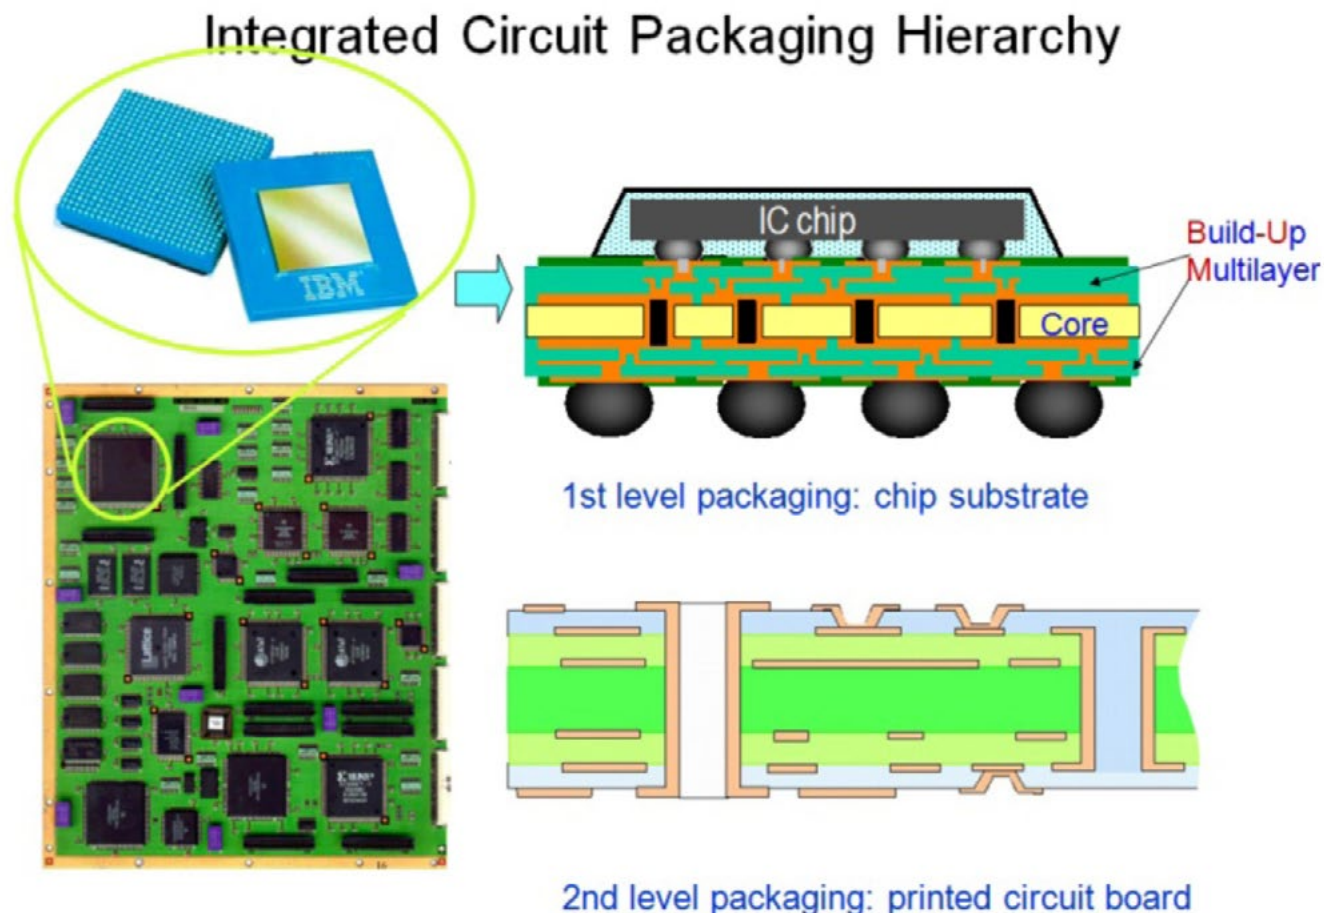 Integrated Circuit Packaging Hierarchy
IC chip
Build-Up
Multilayer
Core
1st level packaging: chip substrate
Lattice
2nd level packaging: printed circuit board